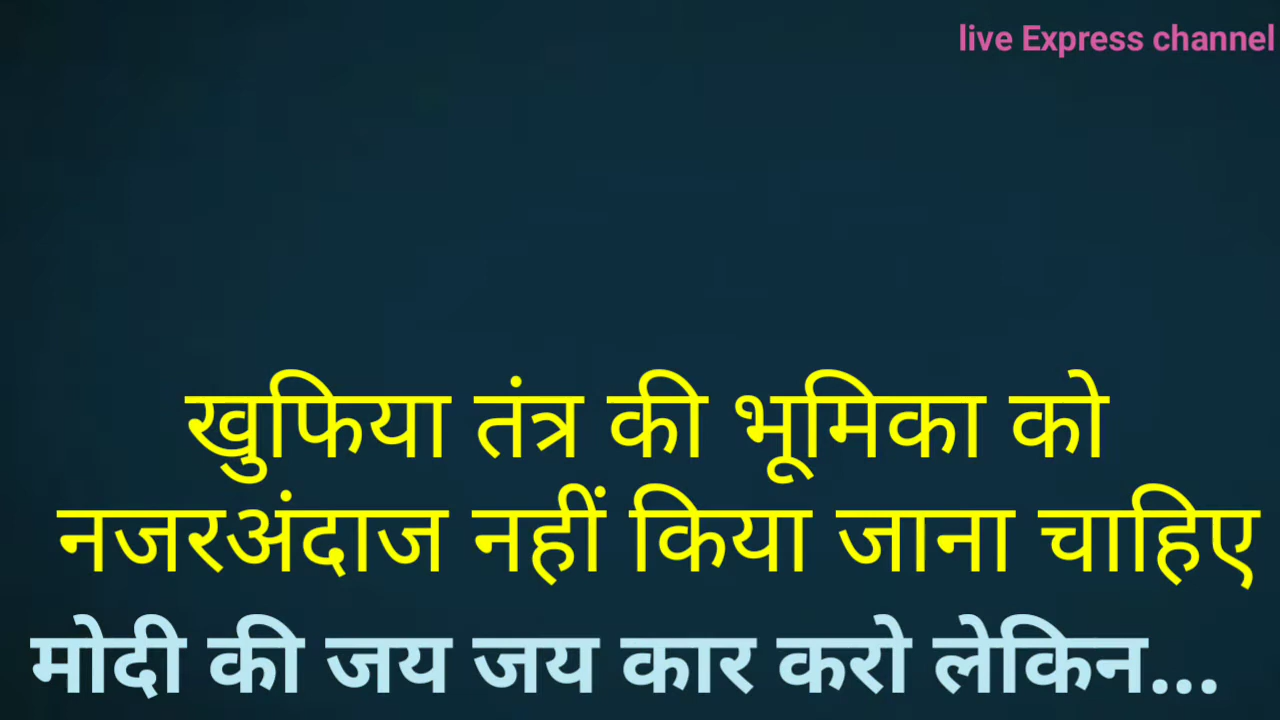 live Express channel
खुफिया तंत्र की भूमिका को
नजरअंदाज नहीं किया जाना चाहिए
मोदी की जय जय कार करो लेकिन...